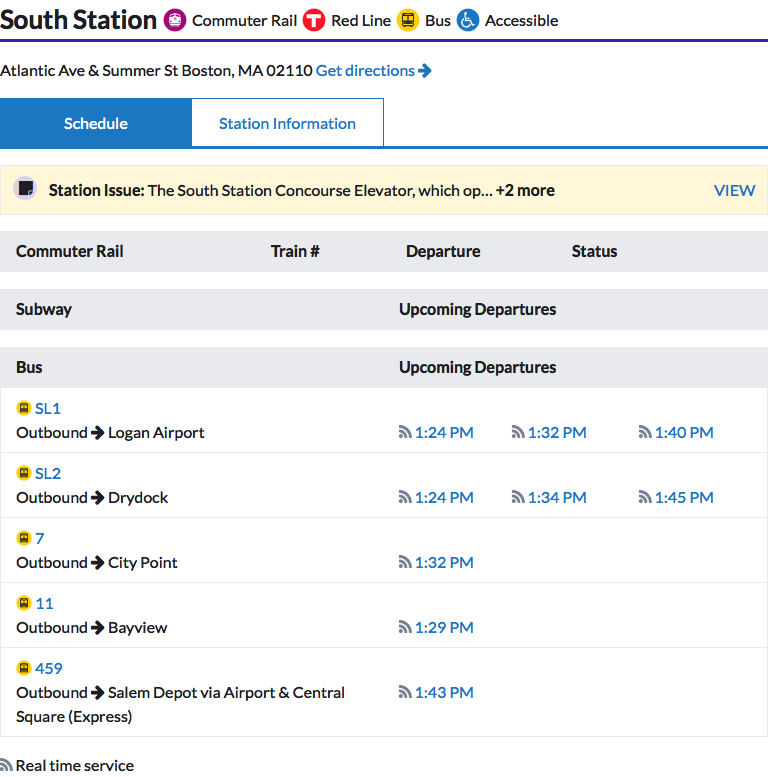 South Station Commuter Rail T Red Line Bus Accessible
Atlantic Ave & Summer St Boston, MA 02110 Get directions
Schedule Station Information
Station Issue: The South Station Concourse Elevator, which op... +2 more VIEW
Commuter Rail Train # Departure Status
Subway Upcoming Departures
Bus Upcoming Departures
SL1
Outbound → Logan Airport 1:24 PM 1:32 PM 1:40 PM
SL2
Outbound → Drydock 1:24 PM 1:34 PM 1:45 PM
7
Outbound → City Point 1:32 PM
11
Outbound → Bayview 1:29 PM
459
Outbound → Salem Depot via Airport & Central 1:43 PM
Square (Express)
Real time service